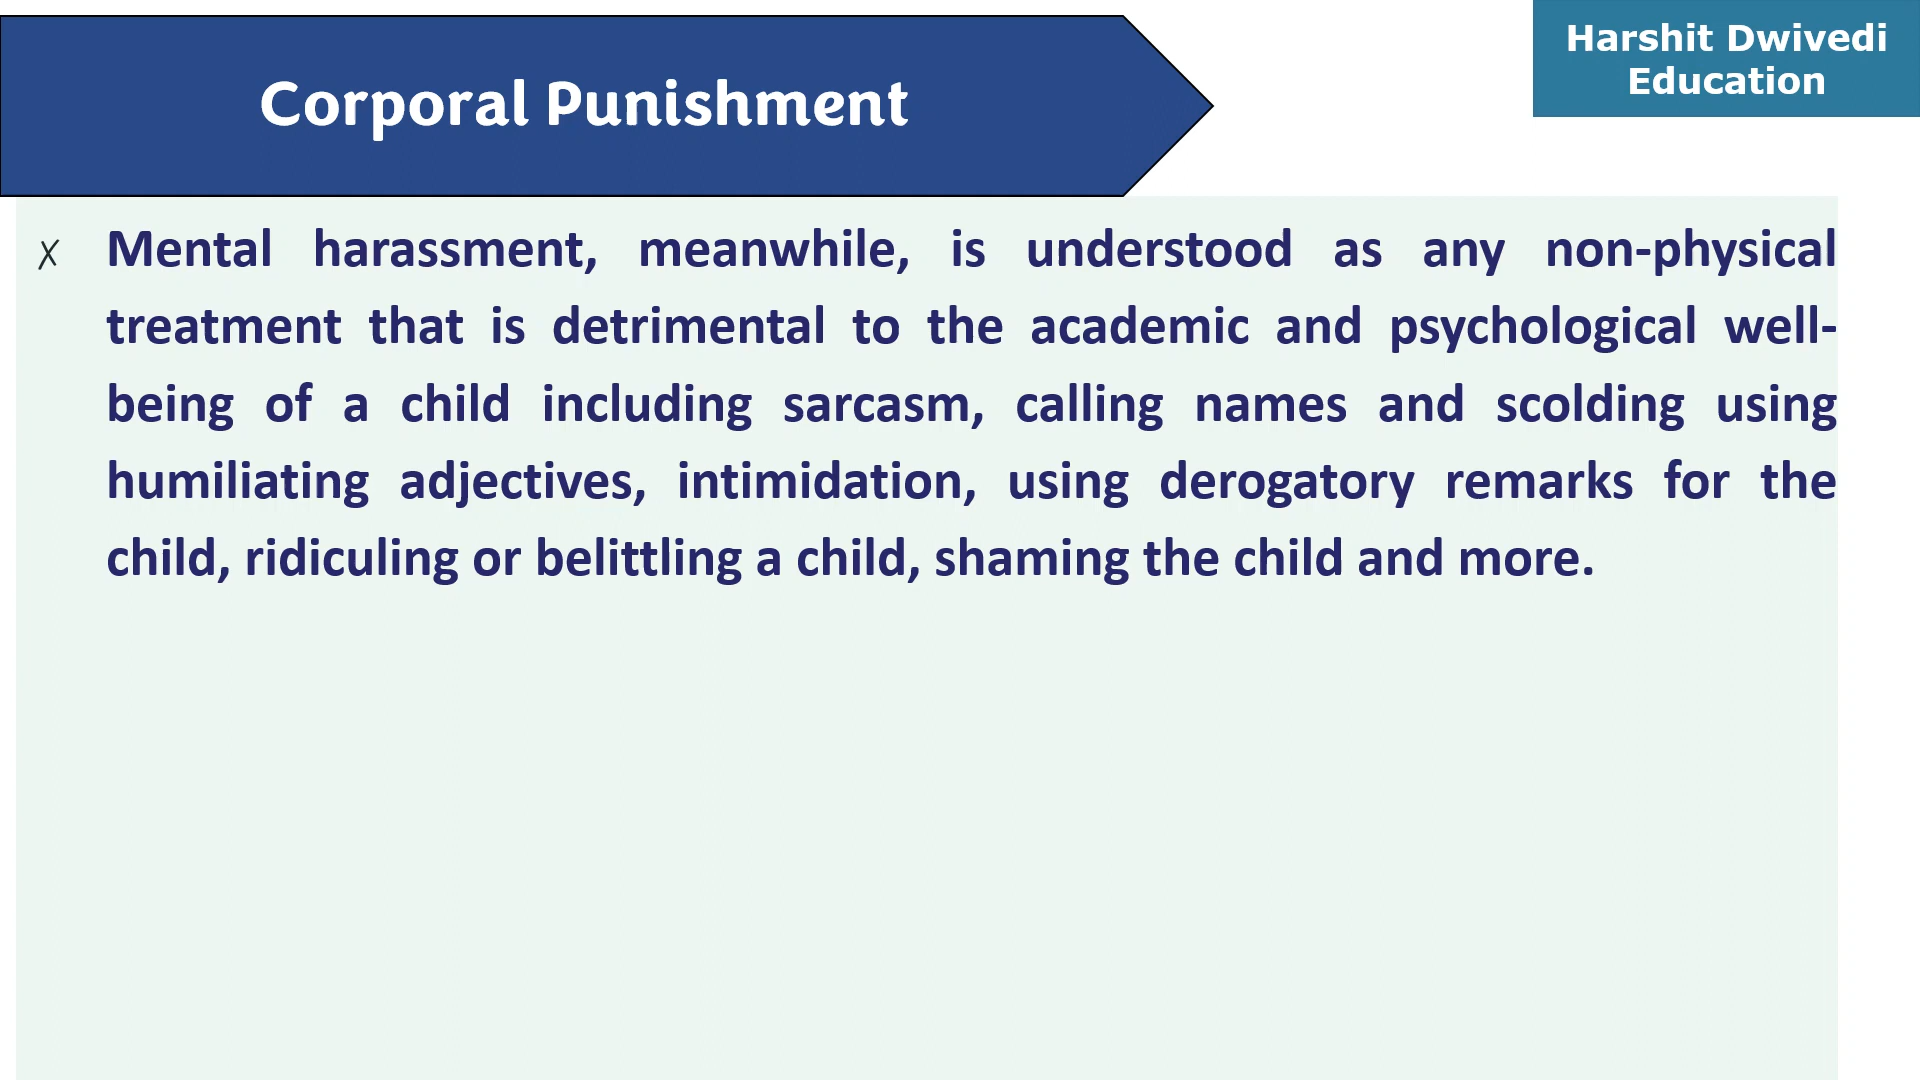 Harshit Dwivedi
Education
Corporal Punishment
Mental harassment, meanwhile, is understood as any non-physical
treatment that is detrimental to the academic and psychological well-
being of a child including sarcasm, calling names and scolding using
humiliating adjectives, intimidation, using derogatory remarks for the
child, ridiculing or belittling a child, shaming the child and more.